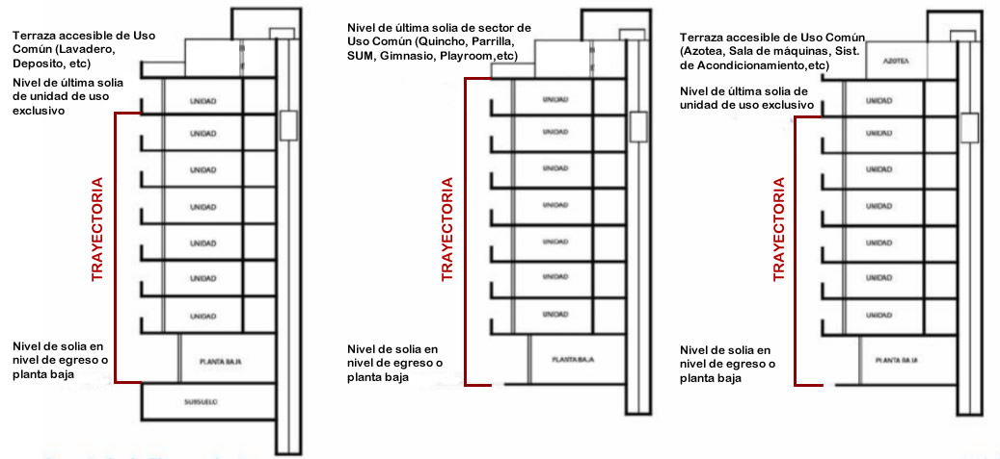 Terraza accesible de Uso
Común (Lavadero,
Deposito, etc)
Nivel de última solia
de unidad de uso
exclusivo
TRAYECTORIA
Nivel de solia en
nivel de egreso o
planta baja
UNIDAD
UNIDAD
UNIDAD
UNIDAD
UNIDAD
UNIDAD
UNIDAD
PLANTA BAJA
SUBSUELO
Nivel de última solia de sector de
Uso Común (Quincho, Parrilla,
SUM, Gimnasio, Playroom,etc)
TRAYECTORIA
Nivel de solia en
nivel de egreso o
planta baja
UNIDAD
UNIDAD
UNIDAD
UNIDAD
UNIDAD
UNIDAD
UNIDAD
PLANTA BAJA
Terraza accesible de Uso Común
(Azotea, Sala de máquinas, Sist.
de Acondicionamiento,etc)
Nivel de última solia de
unidad de uso exclusivo
TRAYECTORIA
Nivel de solia en
nivel de egreso o
planta baja
AZOTEA
UNIDAD
UNIDAD
UNIDAD
UNIDAD
UNIDAD
UNIDAD
UNIDAD
PLANTA BAJA